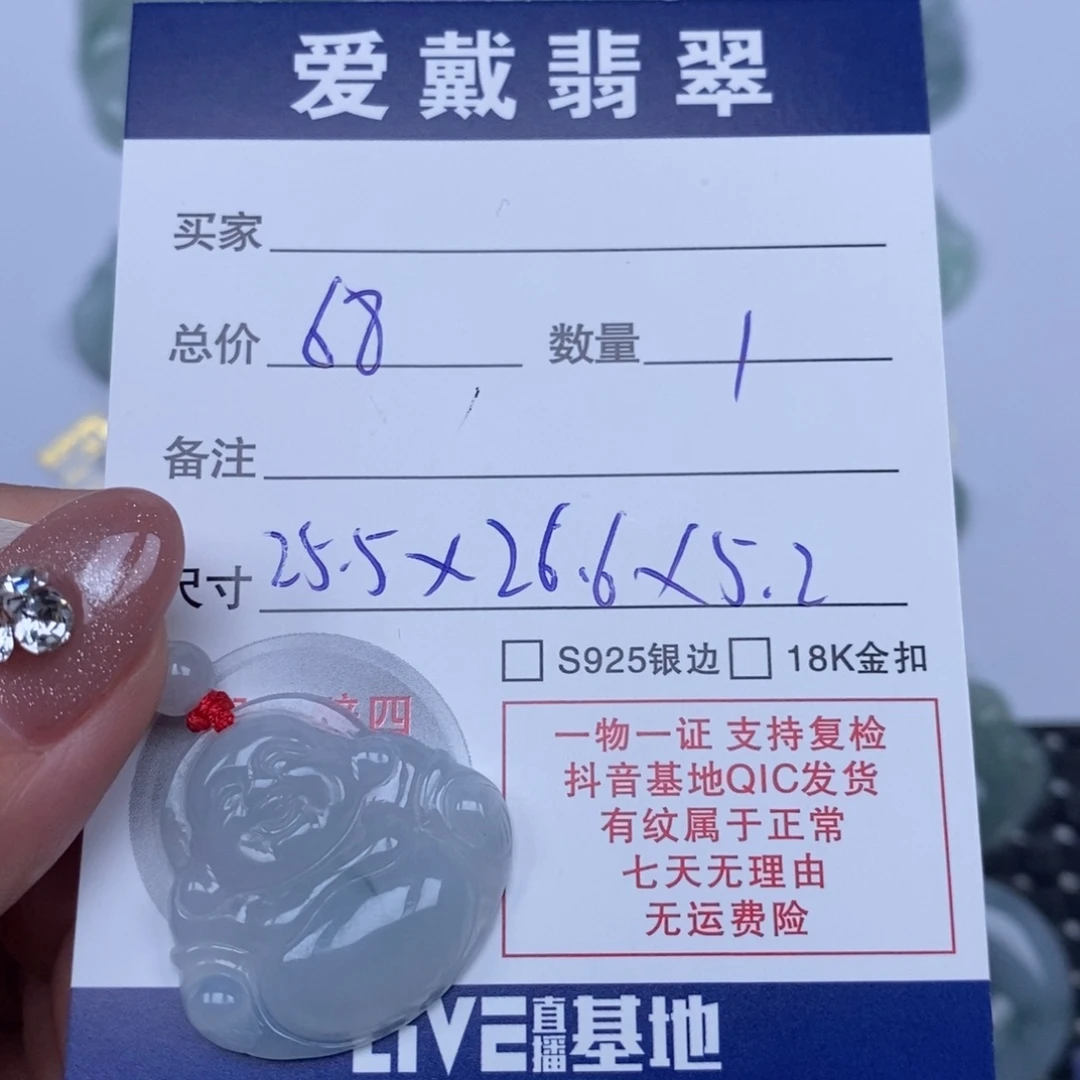 爱戴翡翠
买家
总价 68 数量 1
备注
尺寸 25.5×26.6×5.2
S925银边 18K金扣
四
一物一证 支持复检
抖音基地QIC发货
有纹属于正常
七天无理由
无运费险
LIVE直播基地